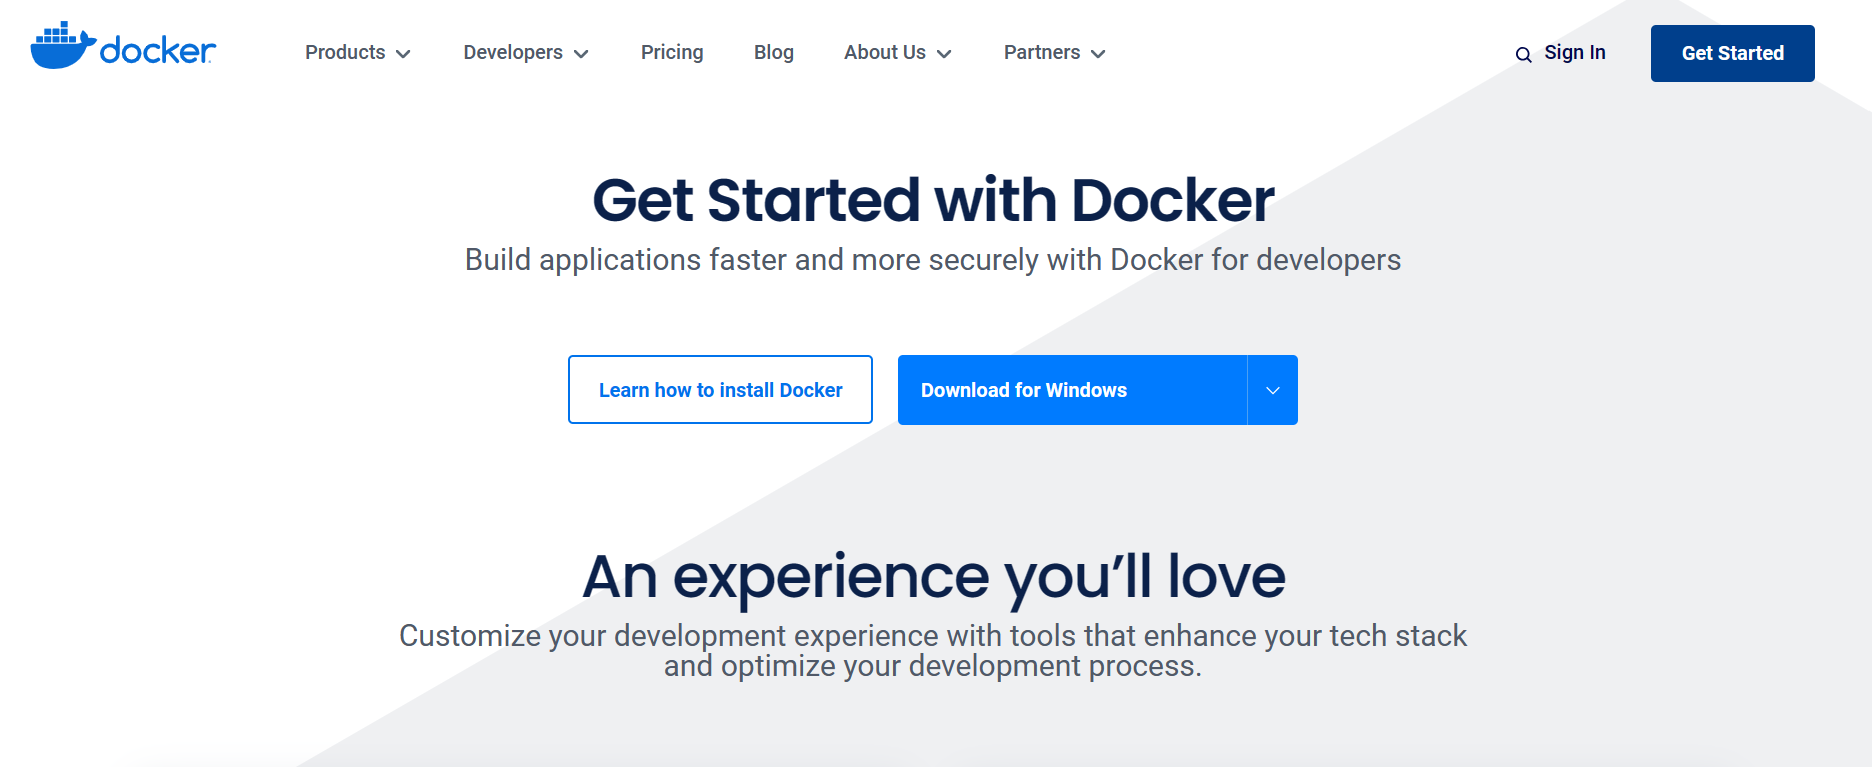 docker
Products
Developers
Pricing
Blog
About Us
Partners
Sign In
Get Started
Get Started with Docker
Build applications faster and more securely with Docker for developers
Learn how to install Docker
Download for Windows
An experience you’ll love
Customize your development experience with tools that enhance your tech stack
and optimize your development process.